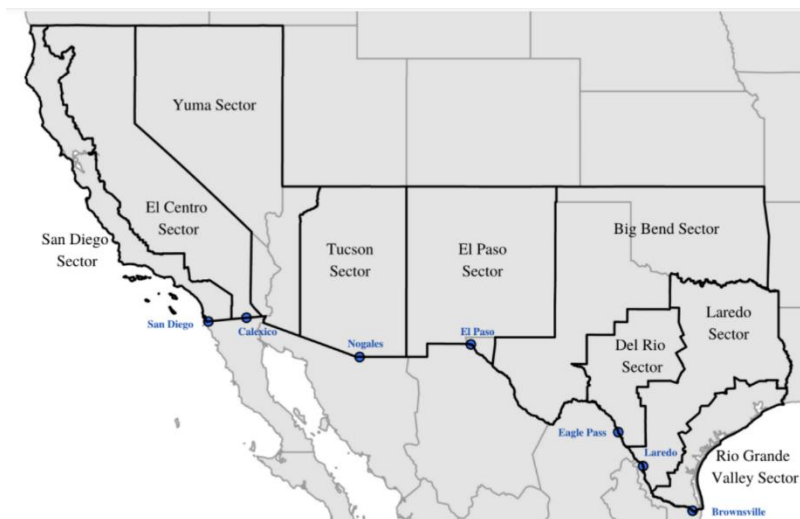 Yuma Sector
El Centro
Sector
San Diego
Sector
Tucson
Sector
El Paso
Sector
Big Bend Sector
Laredo
Sector
Del Rio
Sector
San Diego
Calexico
Nogales
El Paso
Eagle Pass
Laredo
Rio Grande
Valley Sector
Brownsville